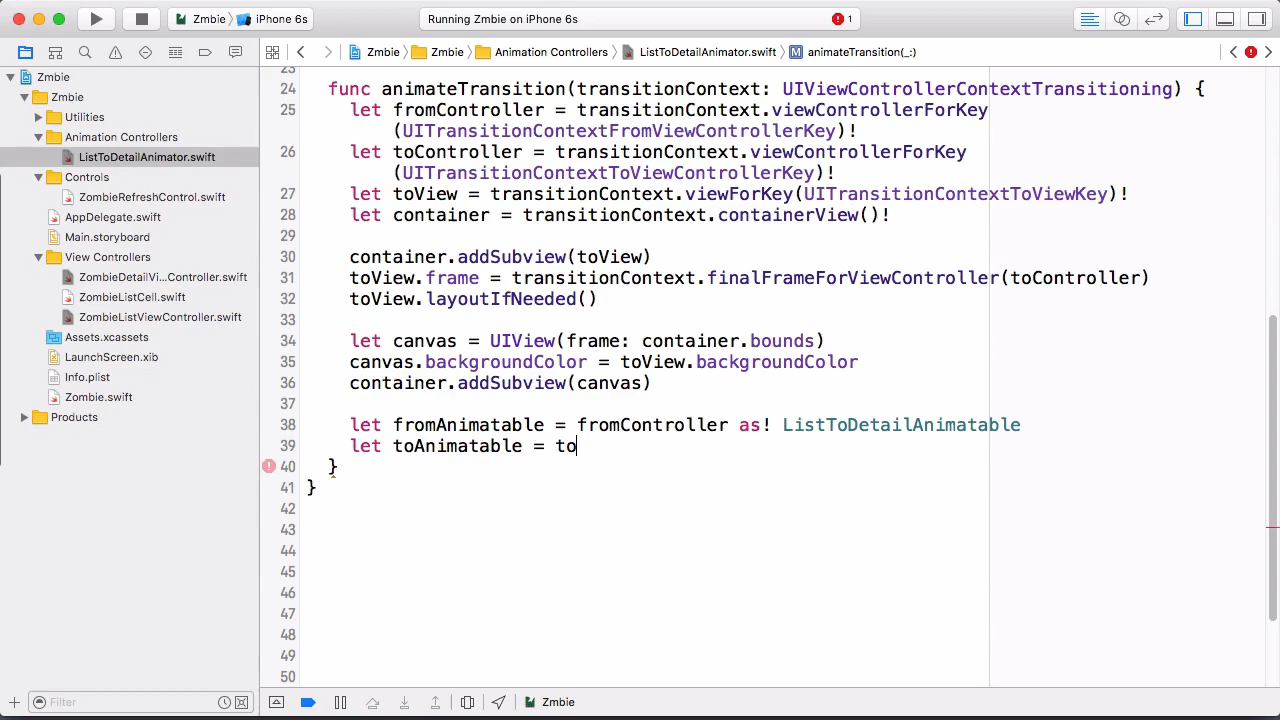 Zmbie
iPhone 6s
Running Zmbie on iPhone 6s
1
Zmbie
Zmbie
Animation Controllers
ListToDetailAnimator.swift
M
animateTransition(_:)
Zmbie
Zmbie
Utilities
Animation Controllers
ListToDetailAnimator.swift
Controls
ZombieRefreshControl.swift
AppDelegate.swift
Main.storyboard
View Controllers
ZombieDetailVi…Controller.swift
ZombieListCell.swift
ZombieListViewController.swift
Assets.xcassets
LaunchScreen.xib
Info.plist
Zombie.swift
Products
Filter
23
24 func animateTransition(transitionContext: UIViewControllerContextTransitioning) {
25 let fromController = transitionContext.viewControllerForKey
(UITransitionContextFromViewControllerKey)!
26 let toController = transitionContext.viewControllerForKey
(UITransitionContextToViewControllerKey)!
27 let toView = transitionContext.viewForKey(UITransitionContextToViewKey)!
28 let container = transitionContext.containerView()!
29
30 container.addSubview(toView)
31 toView.frame = transitionContext.finalFrameForViewController(toController)
32 toView.layoutIfNeeded()
33
34 let canvas = UIView(frame: container.bounds)
35 canvas.backgroundColor = toView.backgroundColor
36 container.addSubview(canvas)
37
38 let fromAnimatable = fromController as! ListToDetailAnimatable
39 let toAnimatable = to
40 }
41 }
42
43
44
45
46
47
48
49
50
Zmbie